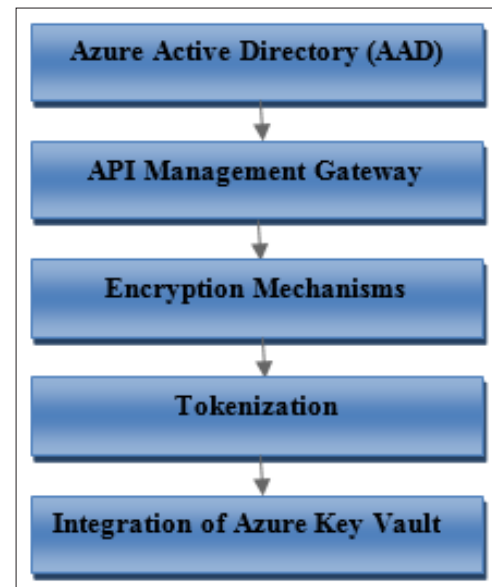 Azure Active Directory (AAD)
API Management Gateway
Encryption Mechanisms
Tokenization
Integration of Azure Key Vault